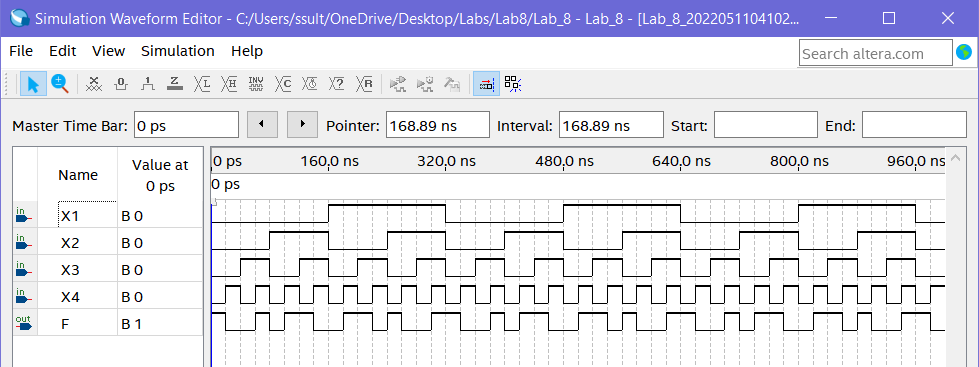 Simulation Waveform Editor - C:/Users/ssult/OneDrive/Desktop/Labs/Lab8/Lab_8 - Lab_8 - [Lab_8_2022051104102...
File Edit View Simulation Help
Search altera.com
Master Time Bar: 0 ps Pointer: 168.89 ns Interval: 168.89 ns Start: End:
Name Value at 0 ps
0 ps 160.0 ns 320.0 ns 480.0 ns 640.0 ns 800.0 ns 960.0 ns
0 ps
in X1 B 0
in X2 B 0
in X3 B 0
in X4 B 0
out F B 1